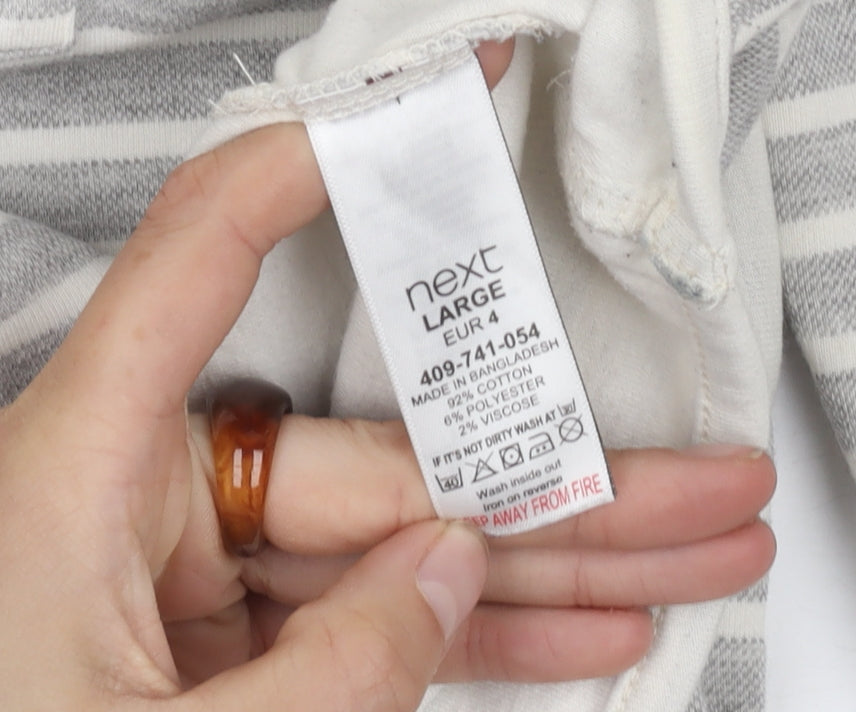 next
LARGE
EUR 4
409-741-054
MADE IN BANGLADESH
92% COTTON
6% POLYESTER
2% VISCOSE
IF IT'S NOT DIRTY WASH AT 30
40
Wash inside out
Iron on reverse
EP AWAY FROM FIRE